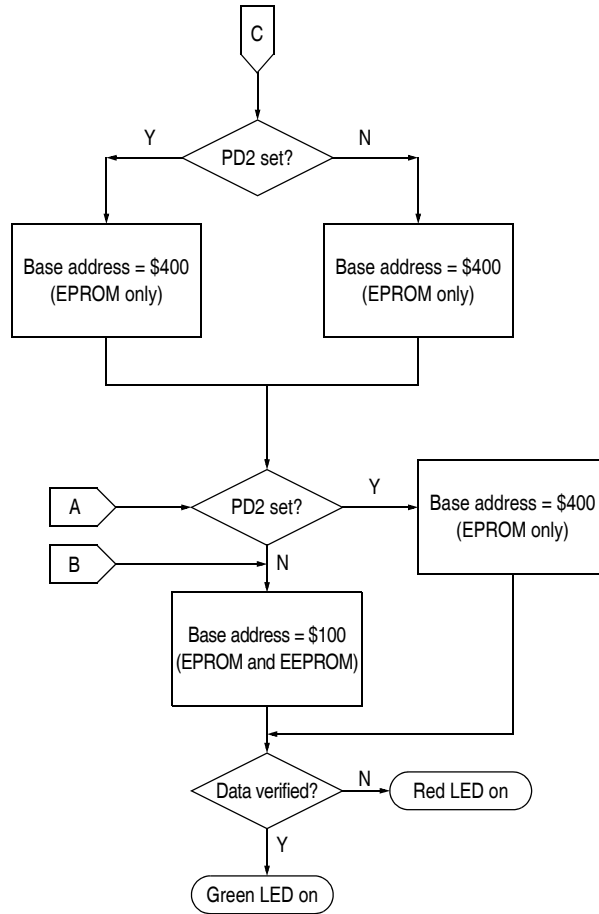 C
Y
N
PD2 set?
Base address = $400
(EPROM only)
Base address = $400
(EPROM only)
A
PD2 set?
Y
Base address = $400
(EPROM only)
B
N
Base address = $100
(EPROM and EEPROM)
Data verified?
N
Red LED on
Y
Green LED on